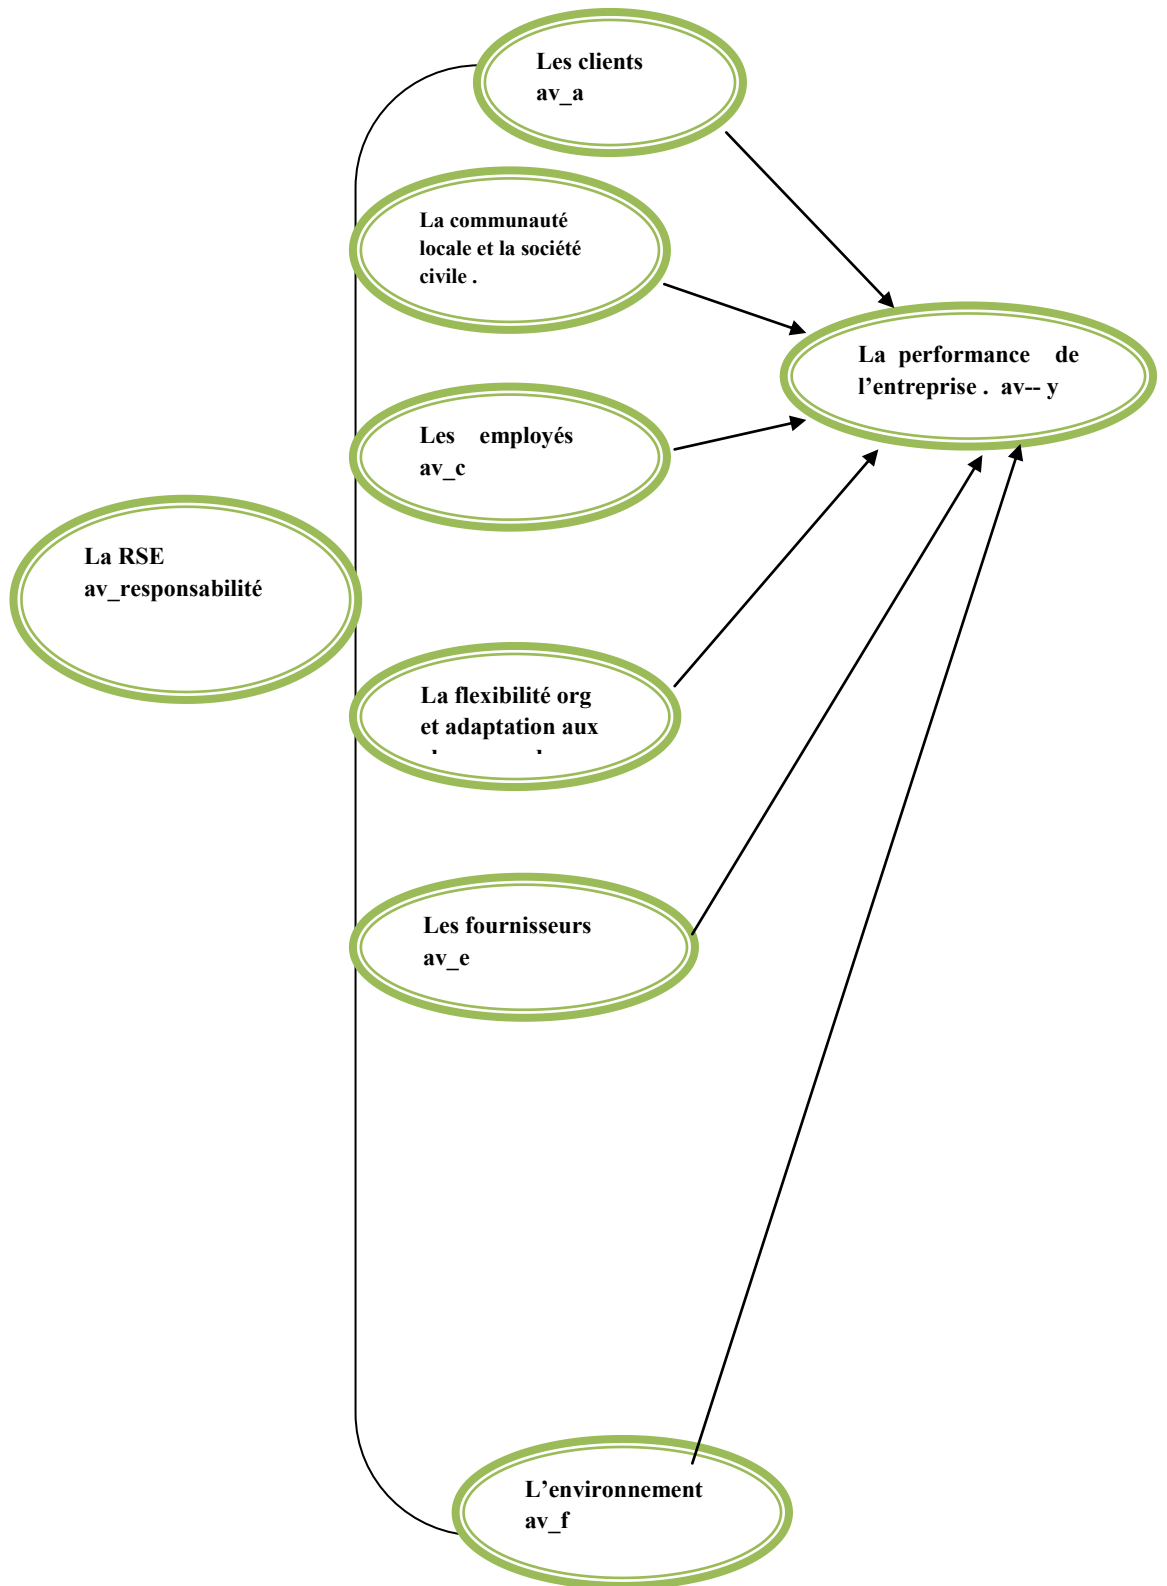 Les clients
av_a
La communauté
locale et la société
civile .
La performance de
l’entreprise . av-- y
Les employés
av_c
La RSE
av_responsabilité
La flexibilité org
et adaptation aux
Les fournisseurs
av_e
L’environnement
av_f